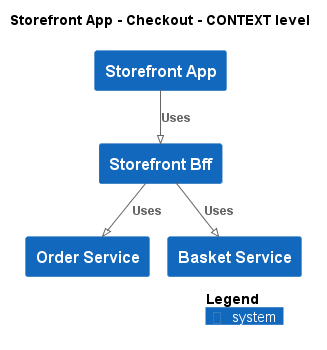 Storefront App - Checkout - CONTEXT level
Storefront App
Uses
Storefront Bff
Uses
Uses
Order Service
Basket Service
Legend
system